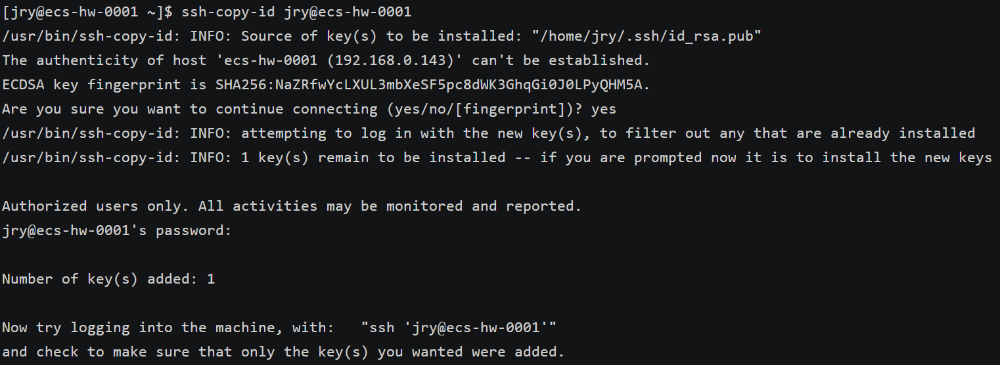 [jry@ecs-hw-0001 ~]$ ssh-copy-id jry@ecs-hw-0001
/usr/bin/ssh-copy-id: INFO: Source of key(s) to be installed: "/home/jry/.ssh/id_rsa.pub"
The authenticity of host 'ecs-hw-0001 (192.168.0.143)' can't be established.
ECDSA key fingerprint is SHA256:NaZRfwYcLXUL3mbXeSF5pc8dWK3GhqGi0J0LPyQHM5A.
Are you sure you want to continue connecting (yes/no/[fingerprint])? yes
/usr/bin/ssh-copy-id: INFO: attempting to log in with the new key(s), to filter out any that are already installed
/usr/bin/ssh-copy-id: INFO: 1 key(s) remain to be installed -- if you are prompted now it is to install the new keys
Authorized users only. All activities may be monitored and reported.
jry@ecs-hw-0001's password:
Number of key(s) added: 1
Now try logging into the machine, with:   "ssh 'jry@ecs-hw-0001'"
and check to make sure that only the key(s) you wanted were added.